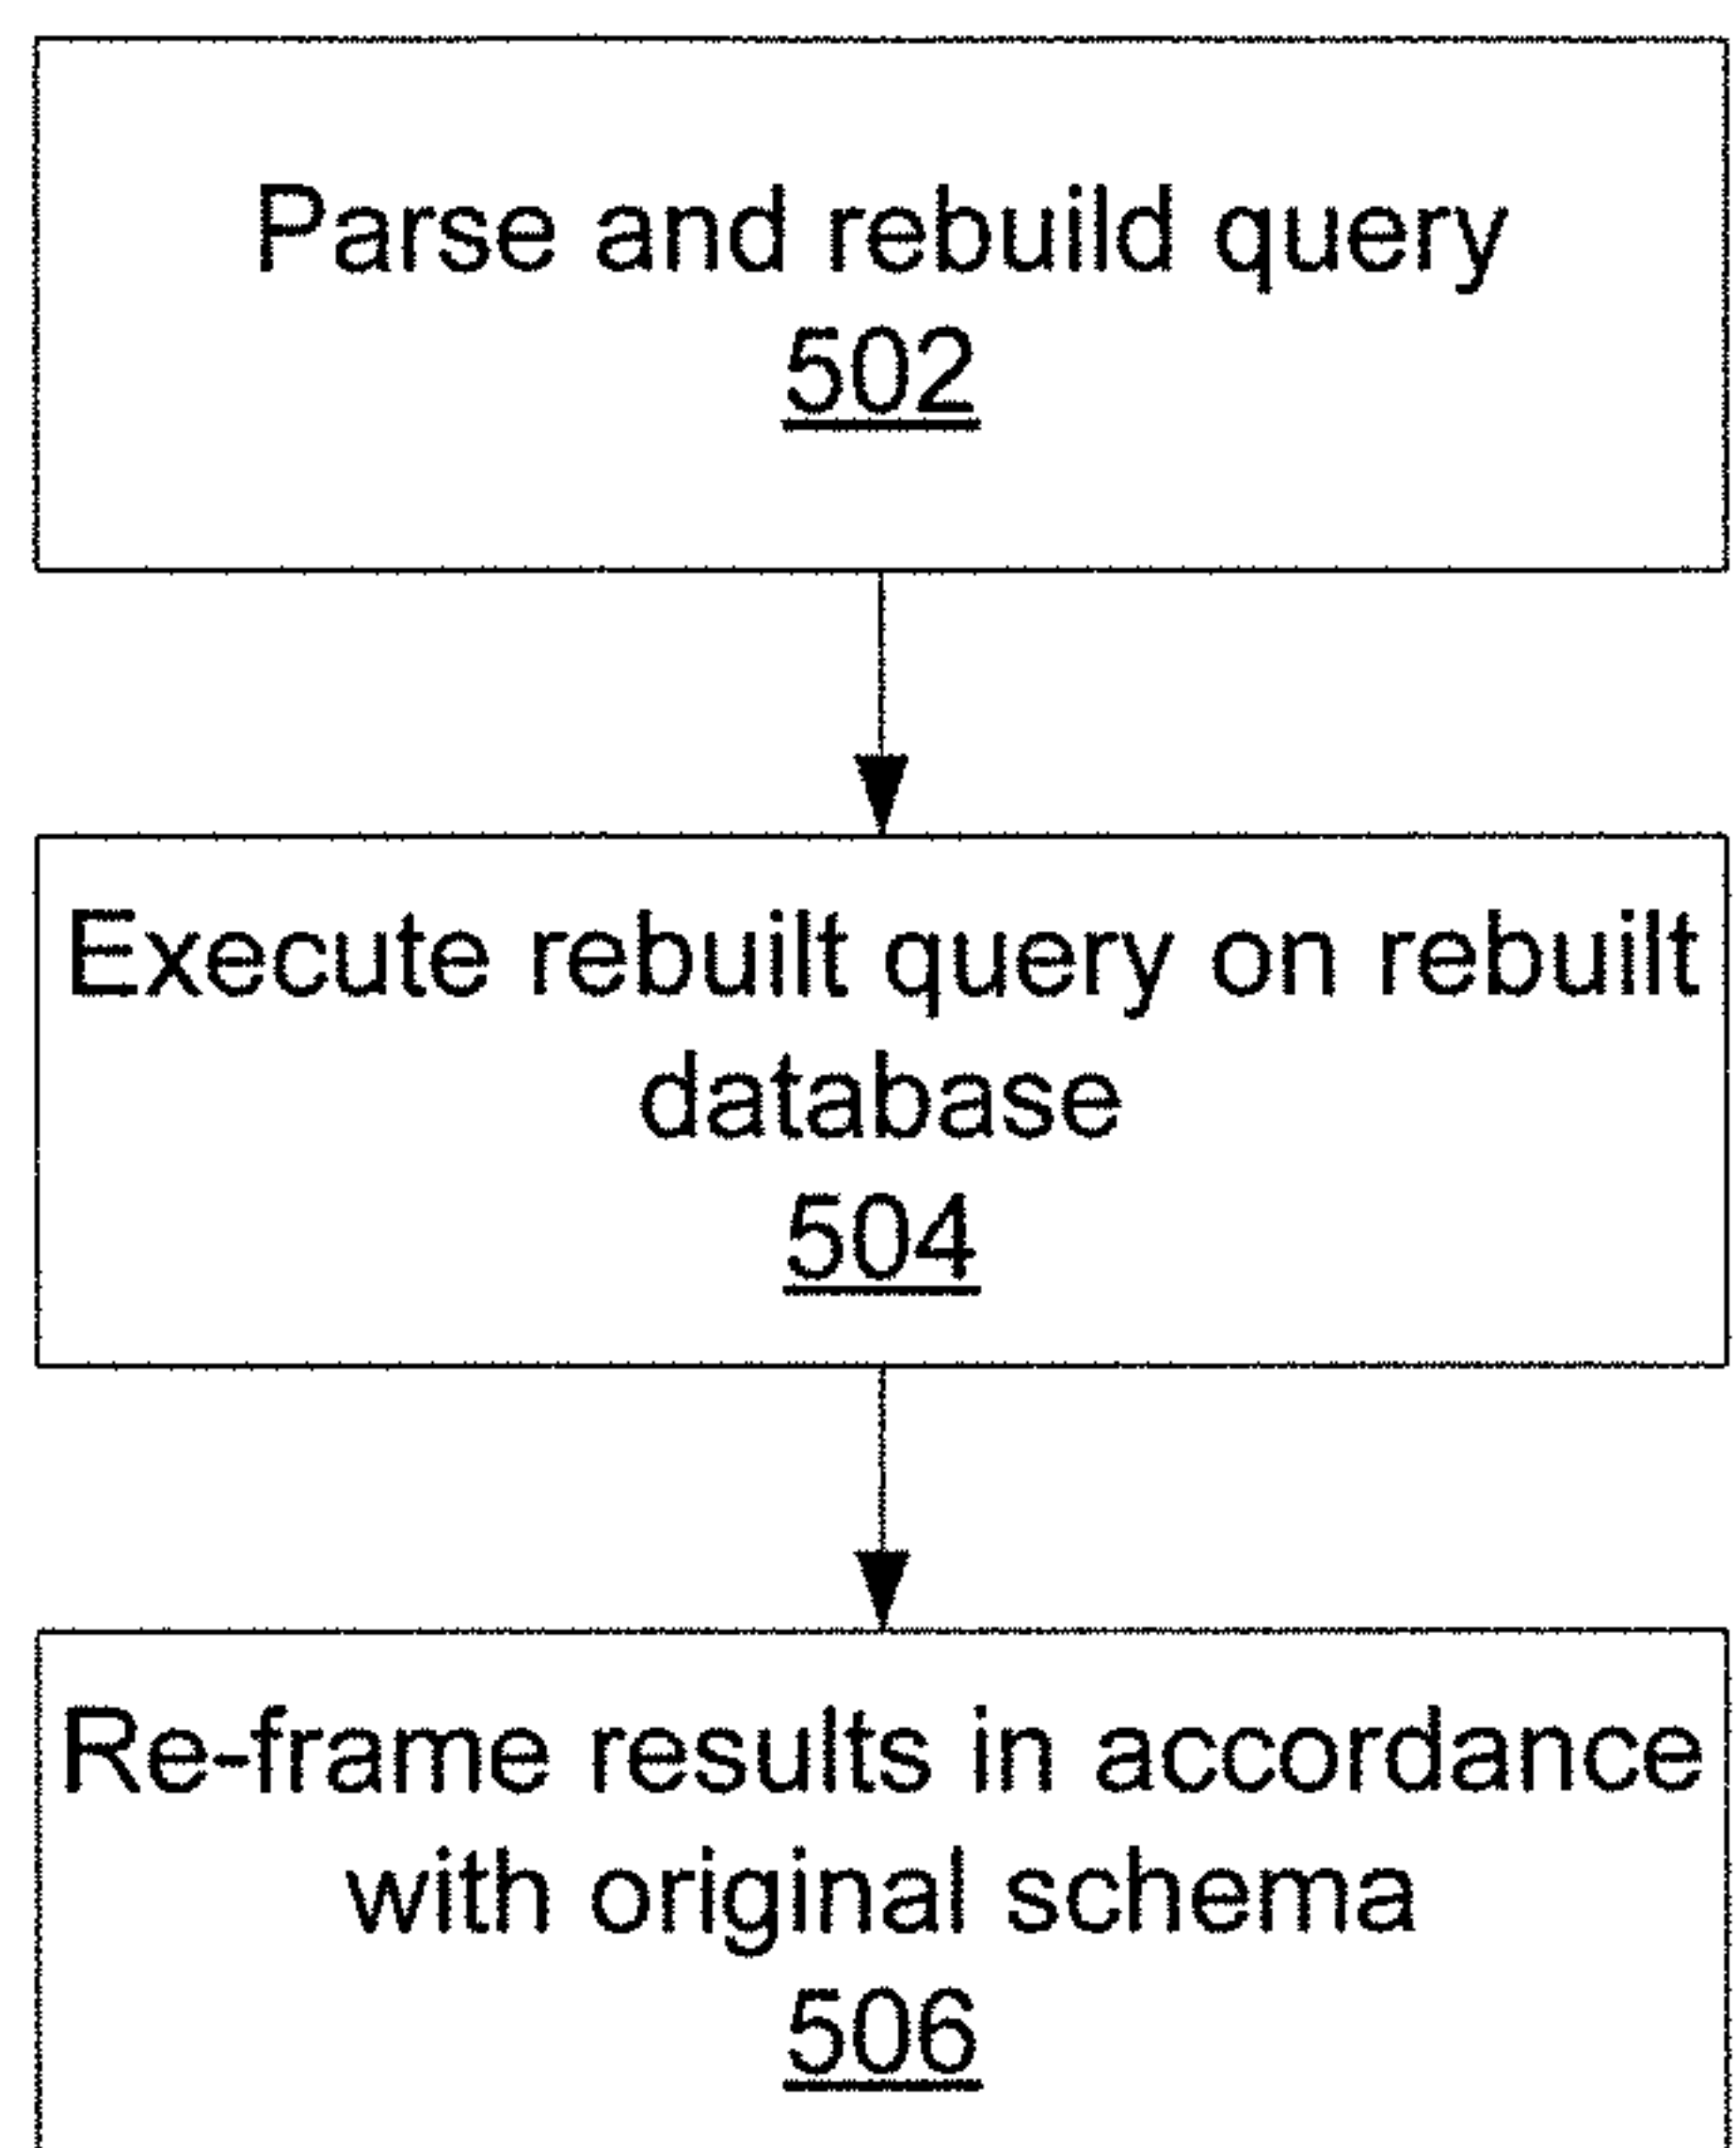 Parse and rebuild query
502
Execute rebuilt query on rebuilt
database
504
Re-frame results in accordance
with original schema
506